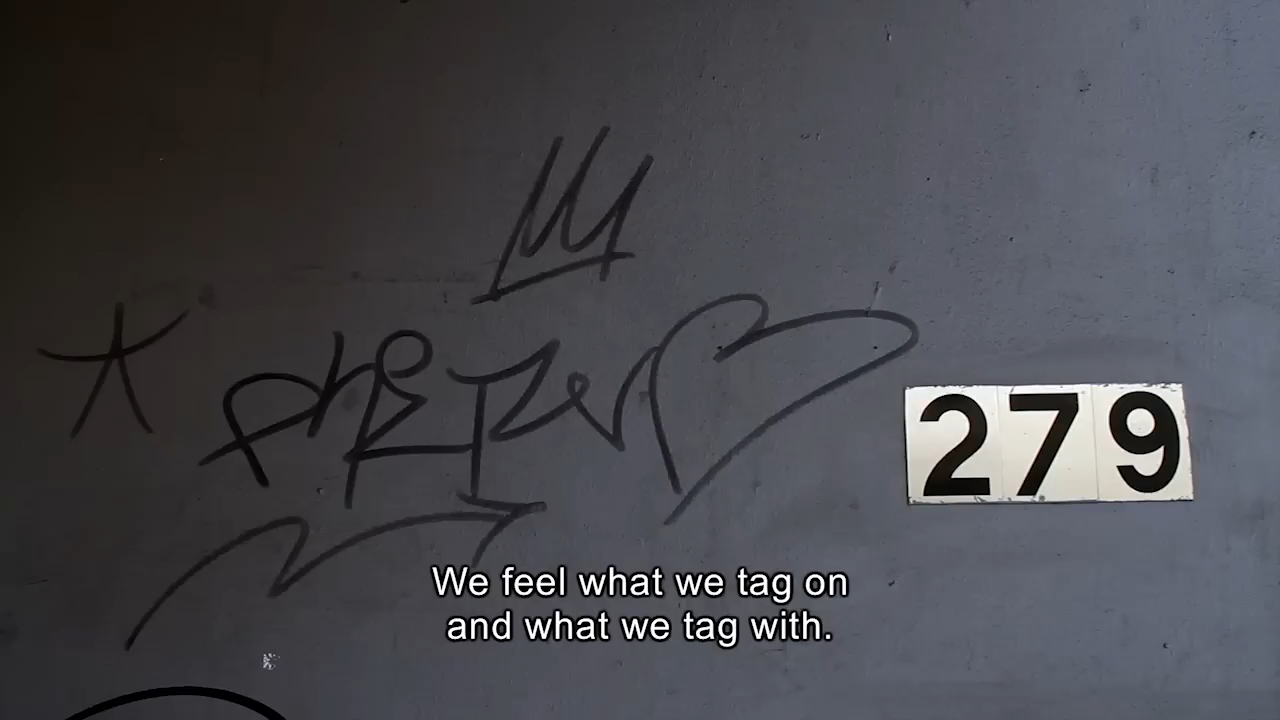 279
We feel what we tag on
and what we tag with.